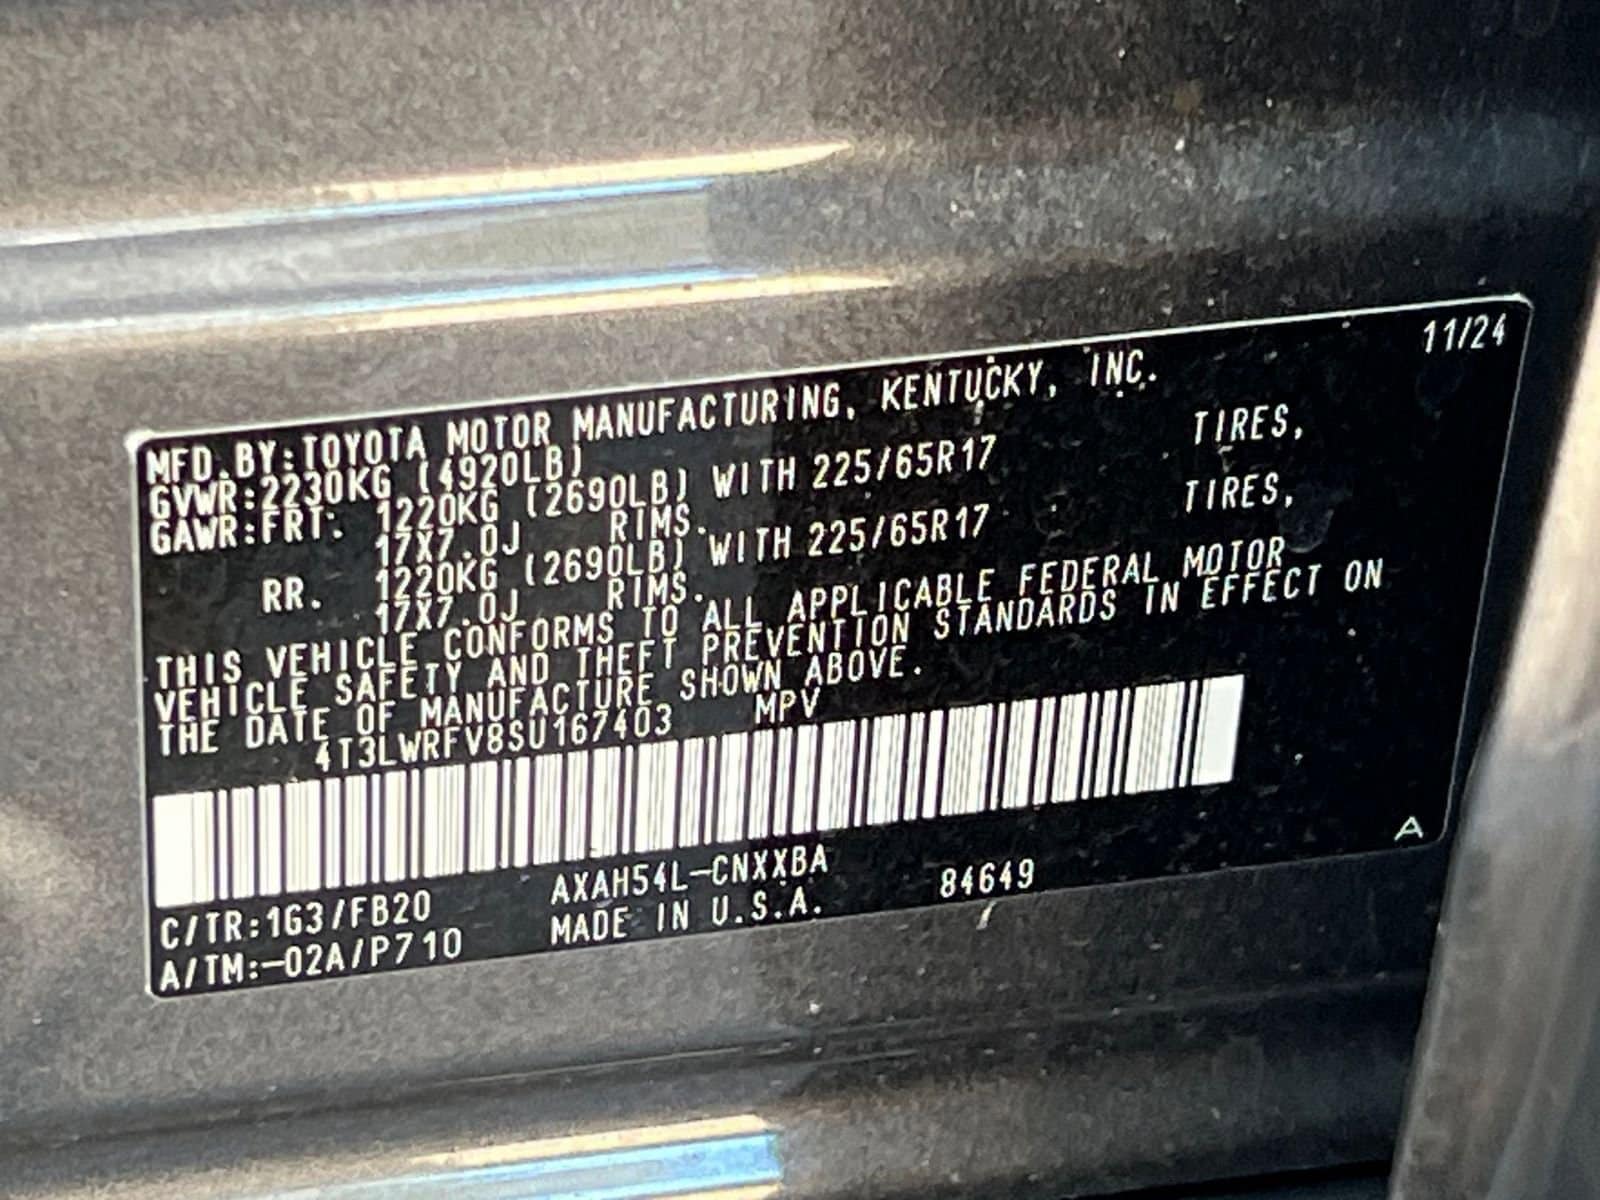 11/24
MFD.BY:TOYOTA MOTOR MANUFACTURING, KENTUCKY, INC.
GVWR:2230KG (4920LB)
GAWR:FRT: 1220KG (2690LB) WITH 225/65R17 TIRES,
17X7.0J RIMS.
RR. 1220KG (2690LB) WITH 225/65R17 TIRES,
17X7.0J RIMS.
THIS VEHICLE CONFORMS TO ALL APPLICABLE FEDERAL MOTOR
VEHICLE SAFETY AND THEFT PREVENTION STANDARDS IN EFFECT ON
THE DATE OF MANUFACTURE SHOWN ABOVE.
4T3LWRFV8SU167403 MPV
A
C/TR:1G3/FB20 AXAH54L-CNXXBA 84649
A/TM:-02A/P710 MADE IN U.S.A.